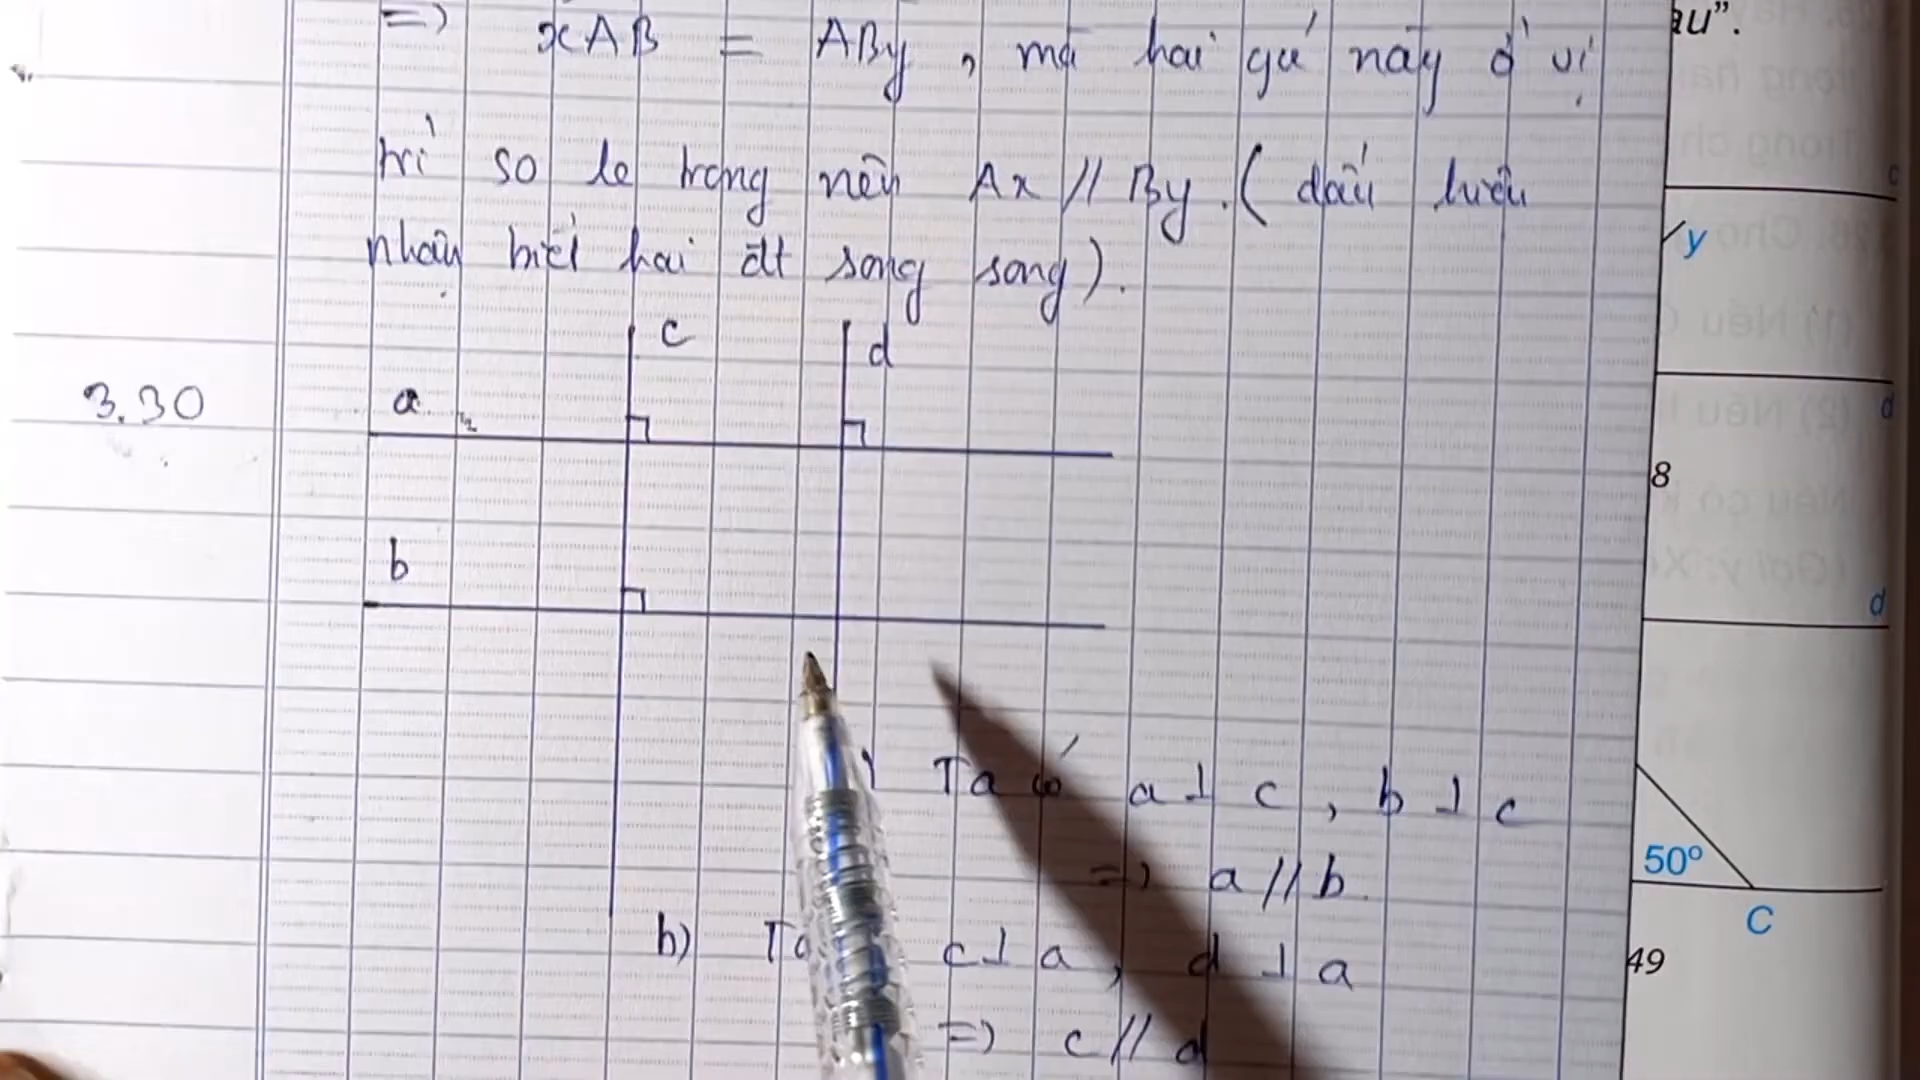 => xAB = ABy , mà hai góc này ở vị
trí so le trong nên Ax // By. ( dấu hiệu
nhận biết hai đt song song ).
c
d
3.30
a
b
Ta có a ⊥ c , b ⊥ c
=> a // b.
b) Ta c ⊥ a , d ⊥ a
=> c // d
ầu”.
c
y
d
8
d
50°
C
49